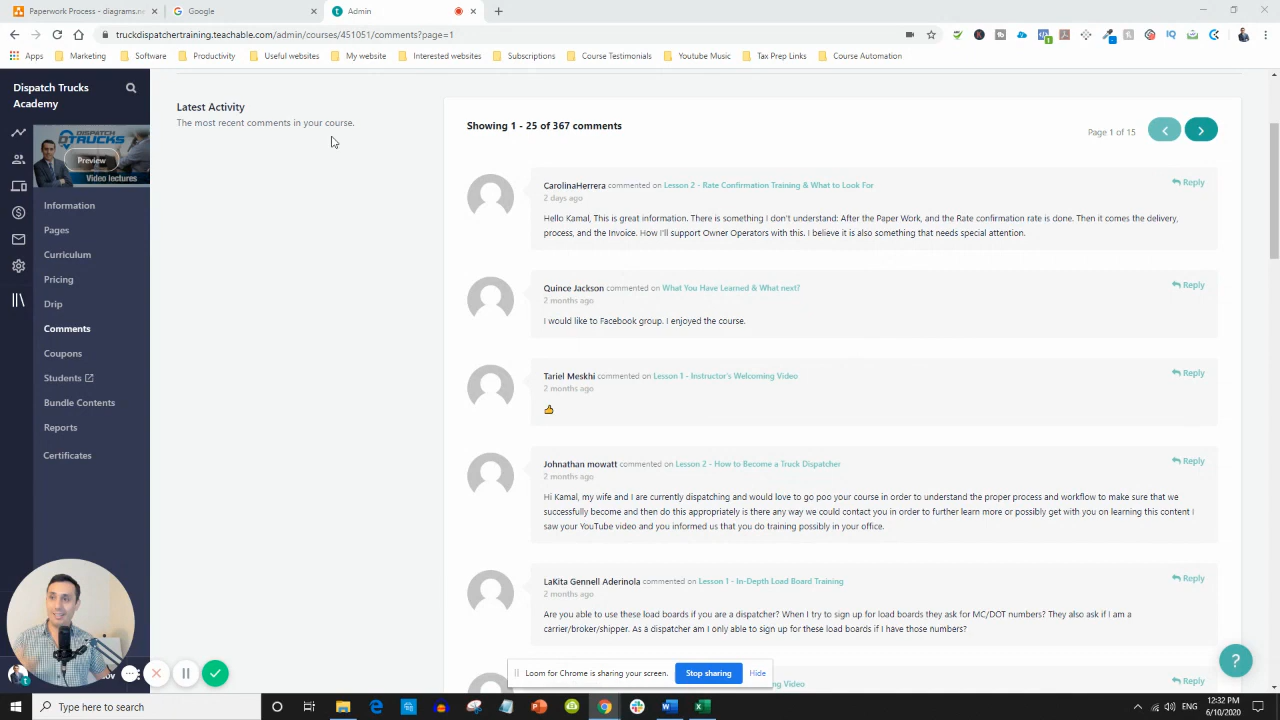 Paperwork Process - diagrams.ne
Google
Admin
truckdispatchertraining.teachable.com/admin/courses/451051/comments?page=1
Apps
Marketing
Software
Productivity
Useful websites
My website
Interested websites
Subscriptions
Course Testimonials
YouTube Music
Tax Prep Links
Course Automation
Dispatch Trucks
Academy
DISPATCH
TRUCKS
Preview
Video lectures
Information
Pages
Curriculum
Pricing
Drip
Comments
Coupons
Students
Bundle Contents
Reports
Certificates
Latest Activity
The most recent comments in your course.
Showing 1 - 25 of 367 comments
Page 1 of 15
CarolinaHerrera commented on Lesson 2 - Rate Confirmation Training & What to Look For
Reply
2 days ago
Hello Kamal, This is great information. There is something I don't understand: After the Paper Work, and the Rate confirmation rate is done. Then it comes the delivery,
process, and the Invoice. How I'll support Owner Operators with this. I believe it is also something that needs special attention.
Quince Jackson commented on What You Have Learned & What next?
Reply
2 months ago
I would like to Facebook group. I enjoyed the course.
Tariel Meskhi commented on Lesson 1 - Instructor's Welcoming Video
Reply
2 months ago
👍
Johnathan mowatt commented on Lesson 2 - How to Become a Truck Dispatcher
Reply
2 months ago
Hi Kamal, my wife and I are currently dispatching and would love to go poo your course in order to understand the proper process and workflow to make sure that we
successfully become and then do this appropriately is there any way we could contact you in order to further learn more or possibly get with you on learning this content I
saw your YouTube video and you informed us that you do training possibly in your office.
LaKita Gennell Aderinola commented on Lesson 1 - In-Depth Load Board Training
Reply
2 months ago
Are you able to use these load boards if you are a dispatcher? When I try to sign up for load boards they ask for MC/DOT numbers? They also ask if I am a
carrier/broker/shipper. As a dispatcher am I only able to sign up for these load boards if I have those numbers?
Loom for Chrome is sharing your screen.
Stop sharing
Hide
ng Video
Reply
?
Type here to search
ENG
12:32 PM
6/10/2020